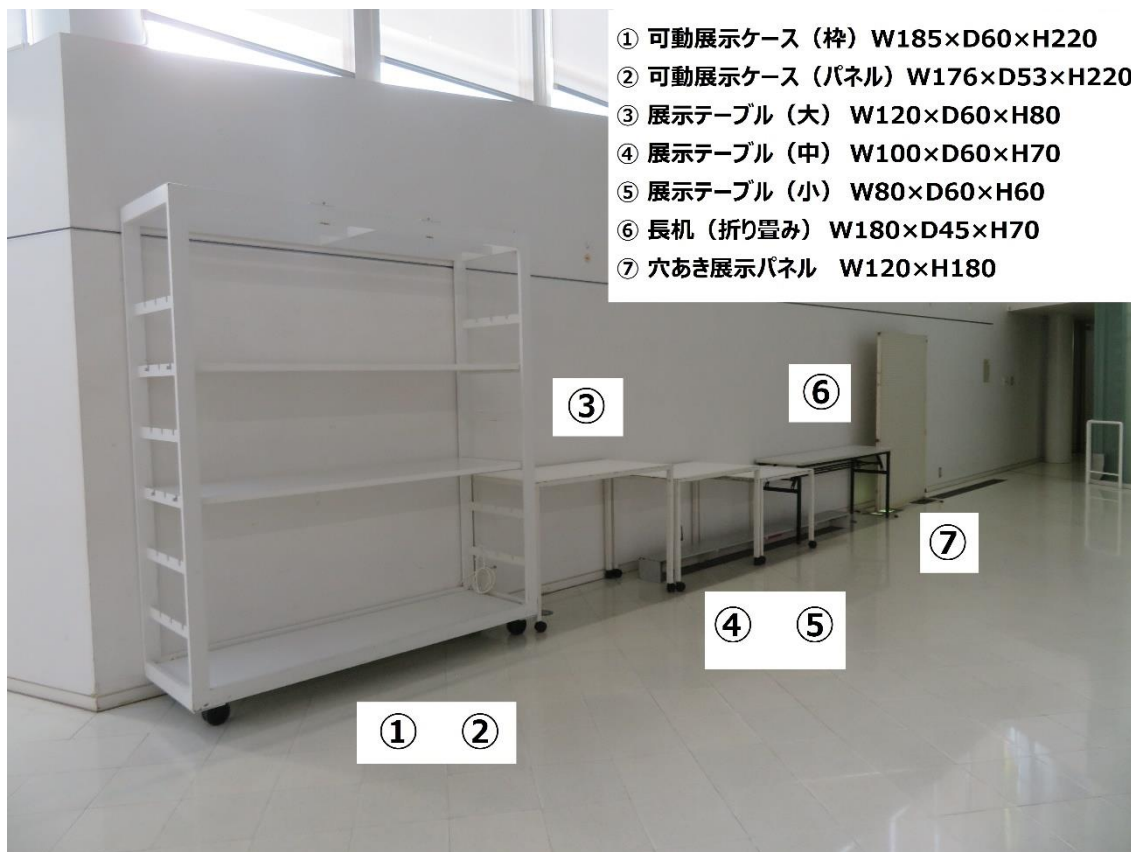 ① 可動展示ケース（枠）W185×D60×H220
② 可動展示ケース（パネル）W176×D53×H220
③ 展示テーブル（大） W120×D60×H80
④ 展示テーブル（中） W100×D60×H70
⑤ 展示テーブル（小） W80×D60×H60
⑥ 長机（折り畳み） W180×D45×H70
⑦ 穴あき展示パネル　W120×H180
③
⑥
⑦
④ ⑤
① ②